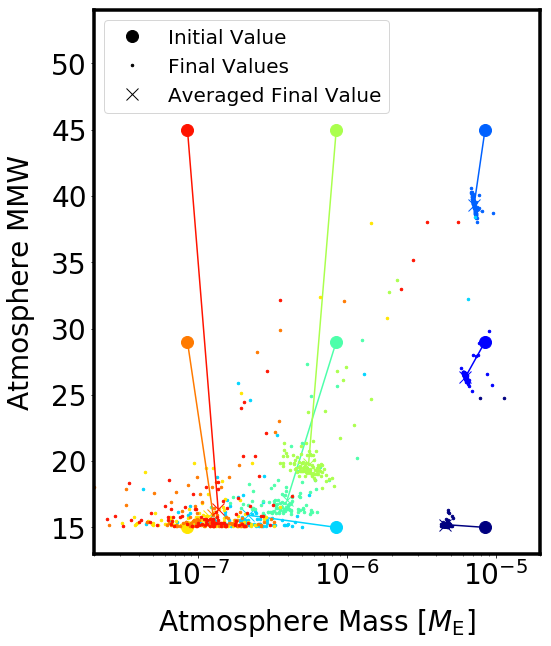 Initial Value
Final Values
Averaged Final Value
Atmosphere MMW
50
45
40
35
30
25
20
15
10⁻⁷ 10⁻⁶ 10⁻⁵
Atmosphere Mass [M_E]